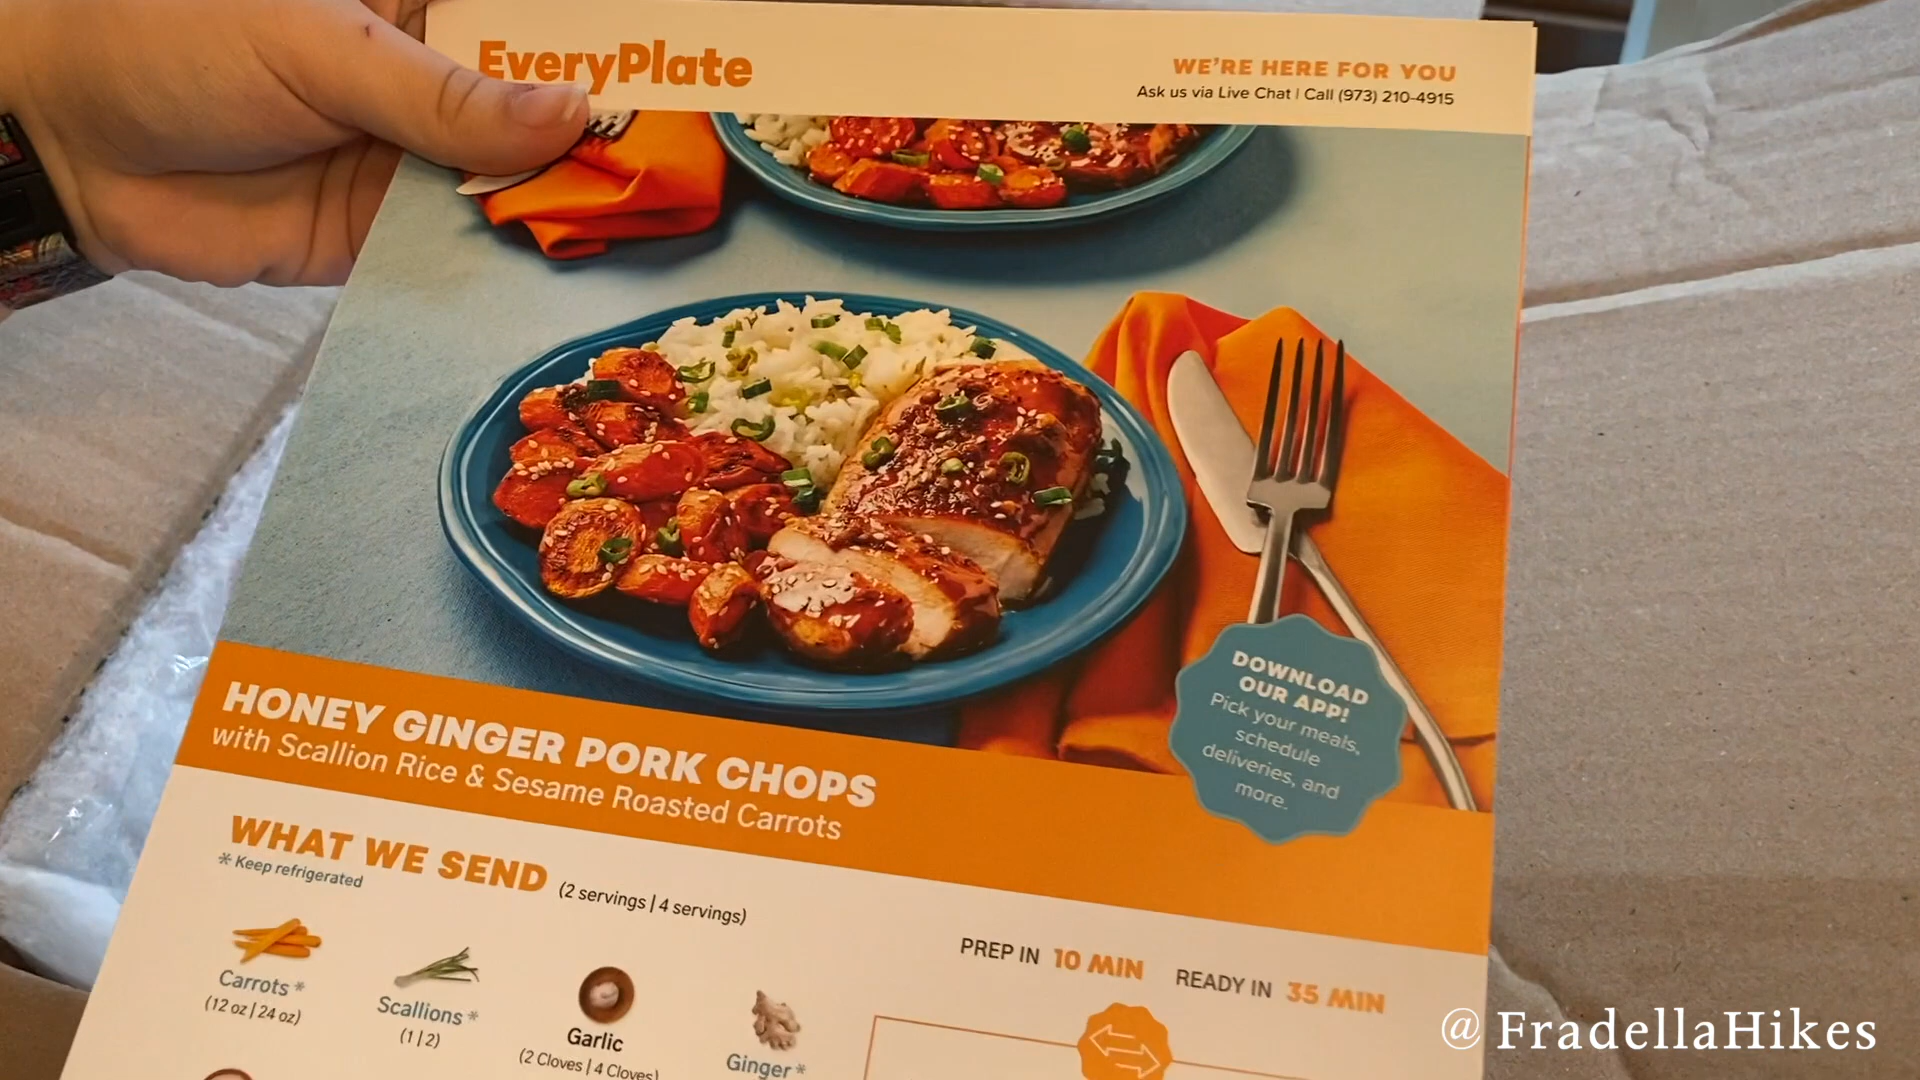 EveryPlate
WE'RE HERE FOR YOU
Ask us via Live Chat | Call (973) 210-4915
DOWNLOAD
OUR APP!
Pick your meals,
schedule
deliveries, and
more.
HONEY GINGER PORK CHOPS
with Scallion Rice & Sesame Roasted Carrots
WHAT WE SEND (2 servings | 4 servings)
* Keep refrigerated
PREP IN 10 MIN READY IN 35 MIN
Carrots *
(12 oz | 24 oz)
Scallions *
(1 | 2)
Garlic
(2 Cloves | 4 Cloves)
Ginger *
@FradellaHikes